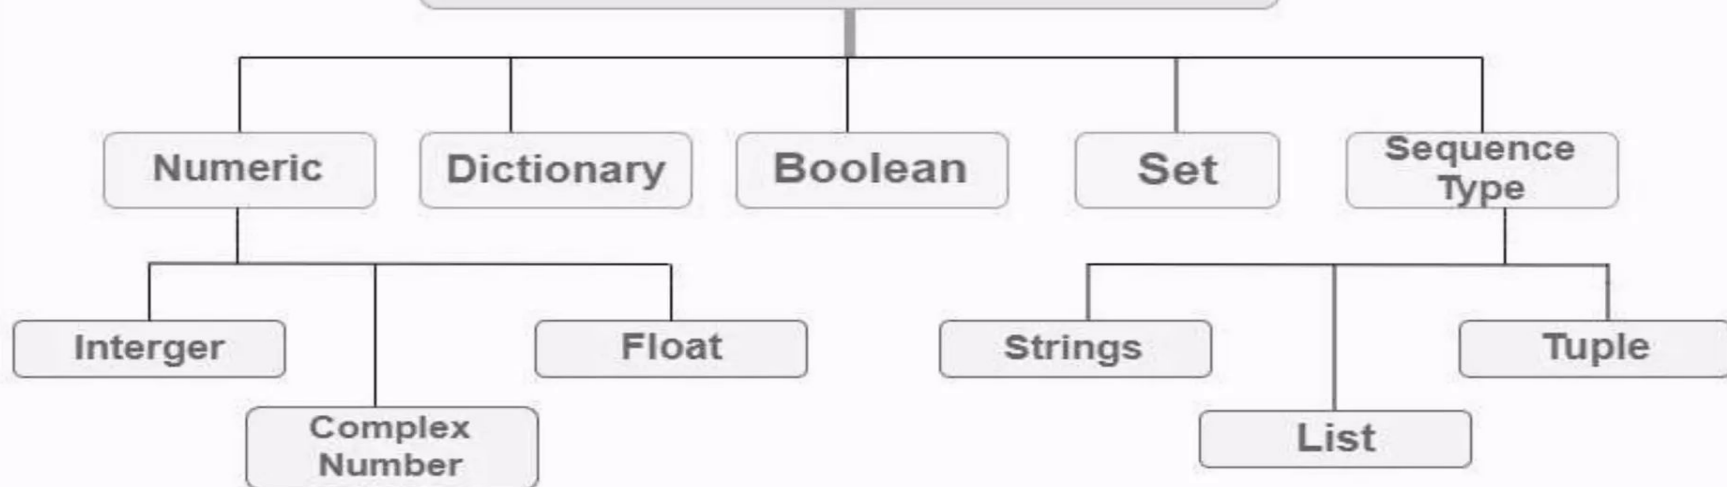 Numeric
Dictionary
Boolean
Set
Sequence
Type
Interger
Float
Strings
Tuple
Complex
Number
List